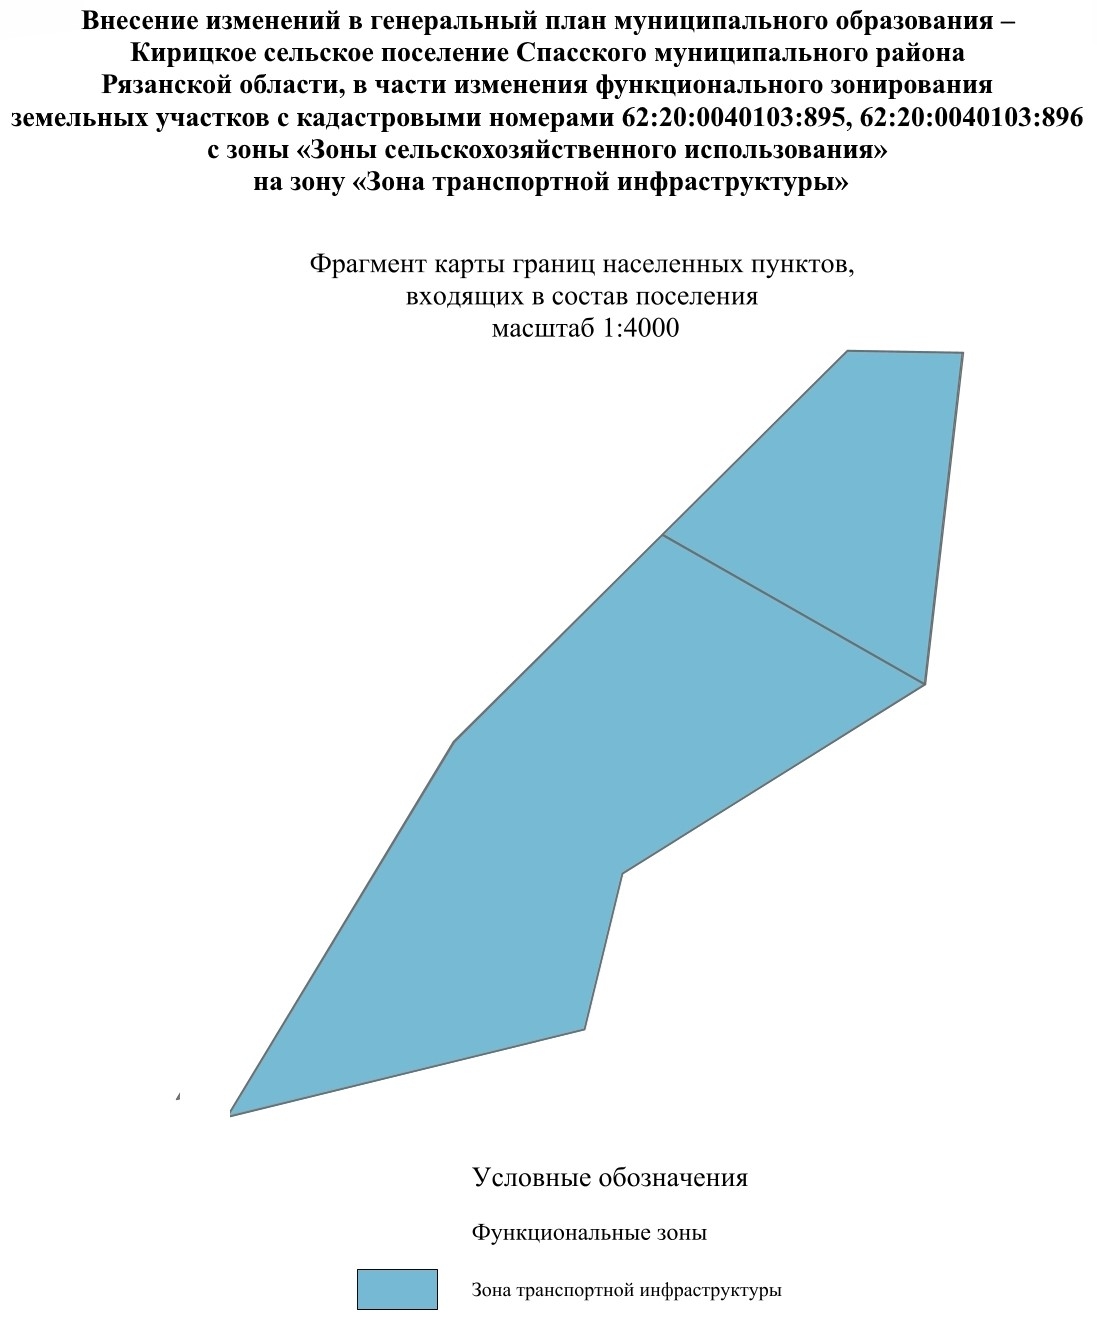 Внесение изменений в генеральный план муниципального образования –
Кирицкое сельское поселение Спасского муниципального района
Рязанской области, в части изменения функционального зонирования
земельных участков с кадастровыми номерами 62:20:0040103:895, 62:20:0040103:896
с зоны «Зоны сельскохозяйственного использования»
на зону «Зона транспортной инфраструктуры»
Фрагмент карты границ населенных пунктов,
входящих в состав поселения
масштаб 1:4000
Условные обозначения
Функциональные зоны
Зона транспортной инфраструктуры